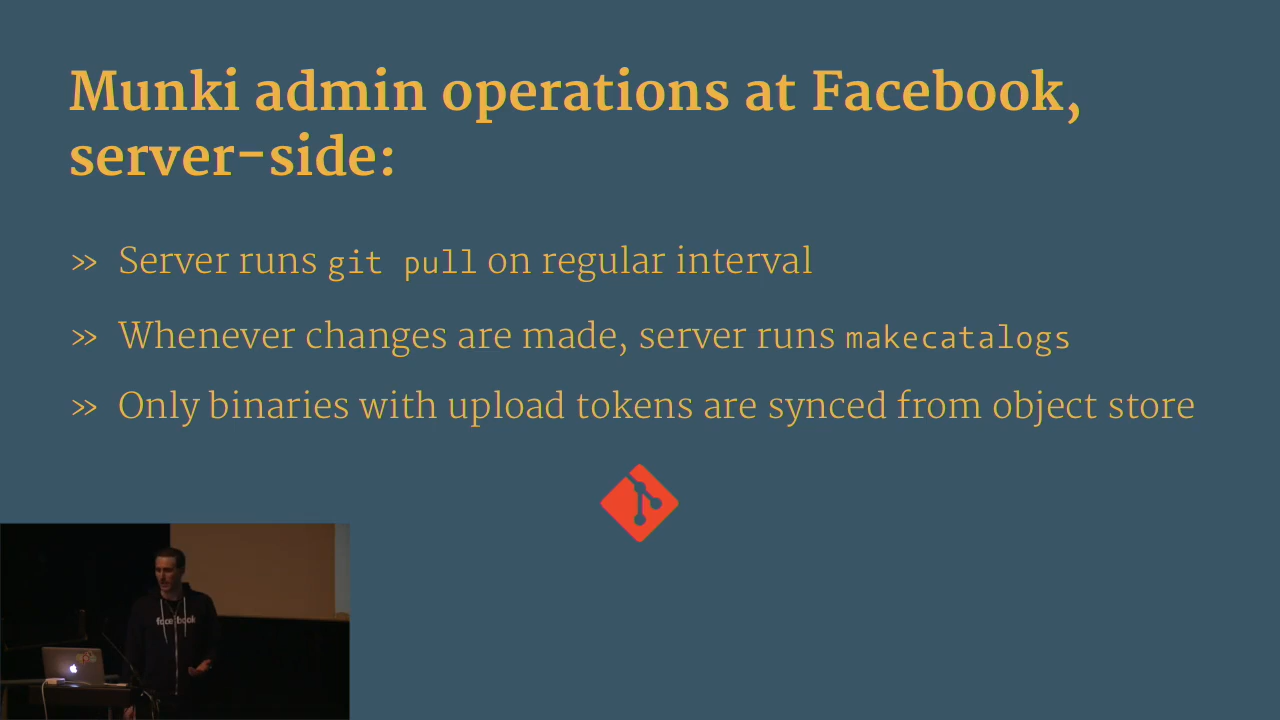 Munki admin operations at Facebook,
server-side:
» Server runs git pull on regular interval
» Whenever changes are made, server runs makecatalogs
» Only binaries with upload tokens are synced from object store
facebook